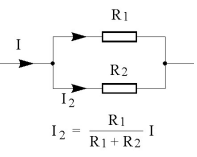 R₁
I
R₂
I₂
I₂ = R₁ / (R₁ + R₂) I